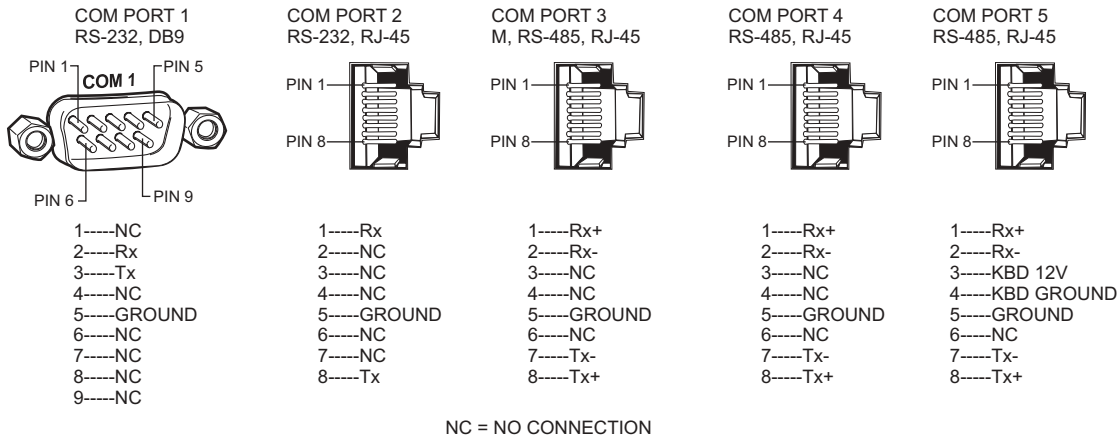 COM PORT 1
RS-232, DB9
PIN 1
PIN 5
COM 1
PIN 6
PIN 9
1-----NC
2-----Rx
3-----Tx
4-----NC
5-----GROUND
6-----NC
7-----NC
8-----NC
9-----NC
COM PORT 2
RS-232, RJ-45
PIN 1
PIN 8
1-----Rx
2-----NC
3-----NC
4-----NC
5-----GROUND
6-----NC
7-----NC
8-----Tx
COM PORT 3
M, RS-485, RJ-45
PIN 1
PIN 8
1-----Rx+
2-----Rx-
3-----NC
4-----NC
5-----GROUND
6-----NC
7-----Tx-
8-----Tx+
COM PORT 4
RS-485, RJ-45
PIN 1
PIN 8
1-----Rx+
2-----Rx-
3-----NC
4-----NC
5-----GROUND
6-----NC
7-----Tx-
8-----Tx+
COM PORT 5
RS-485, RJ-45
PIN 1
PIN 8
1-----Rx+
2-----Rx-
3-----KBD 12V
4-----KBD GROUND
5-----GROUND
6-----NC
7-----Tx-
8-----Tx+
NC = NO CONNECTION